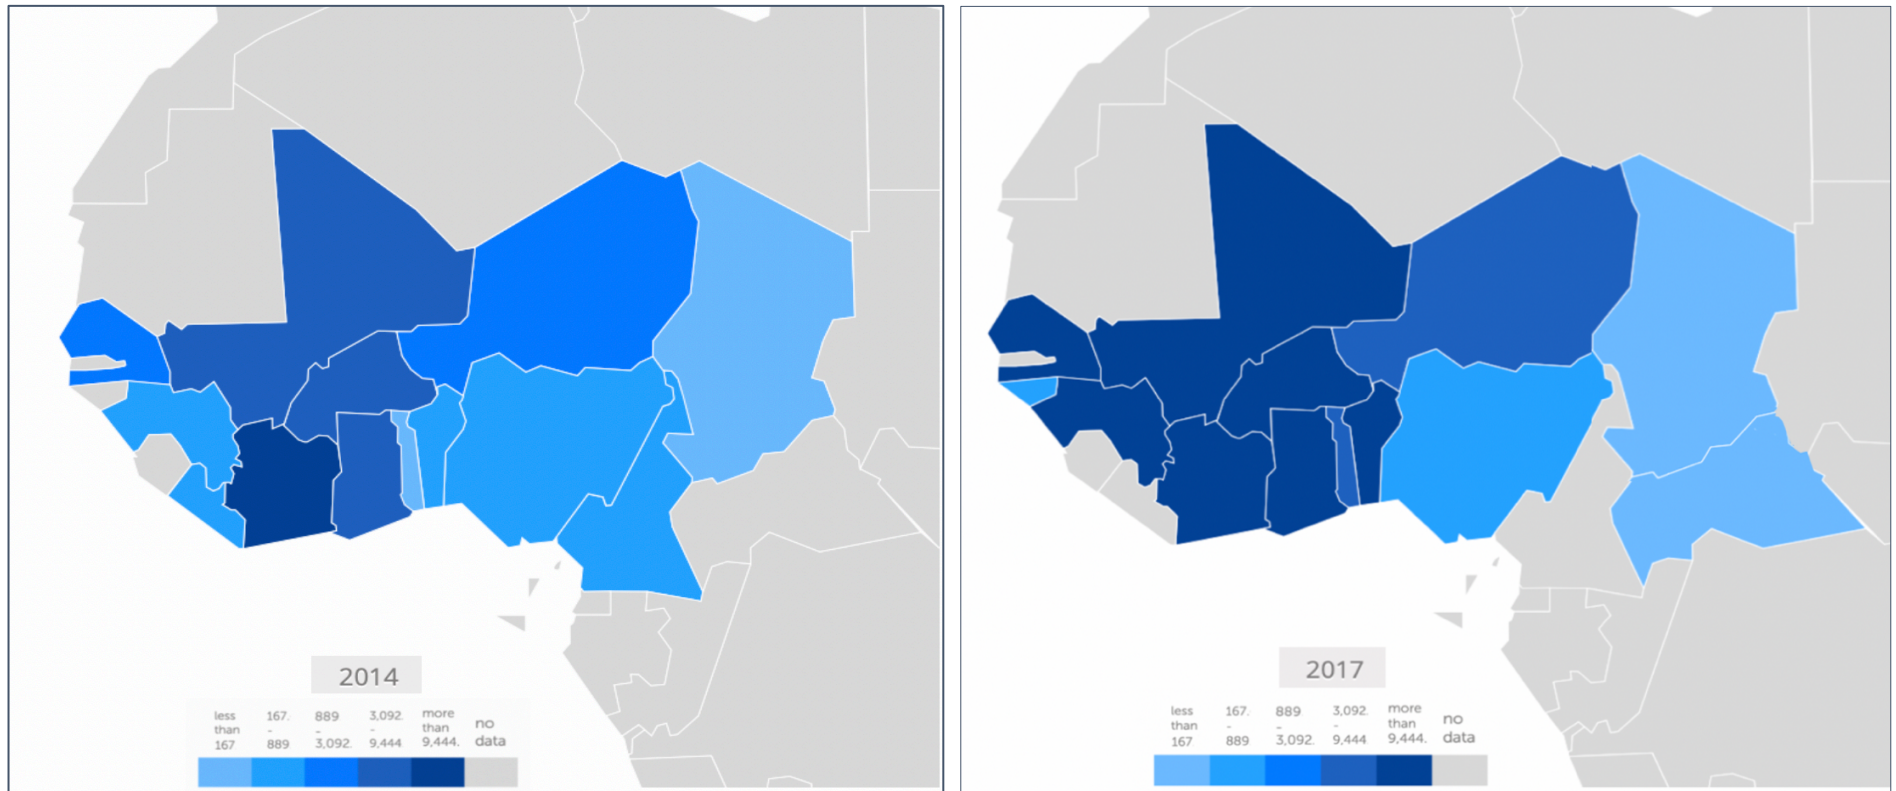 2014
less than 167
167. - 889
889 - 3,092.
3,092. - 9,444
more than 9,444.
no data
2017
less than 167
167. - 889
889 - 3,092.
3,092. - 9,444
more than 9,444.
no data